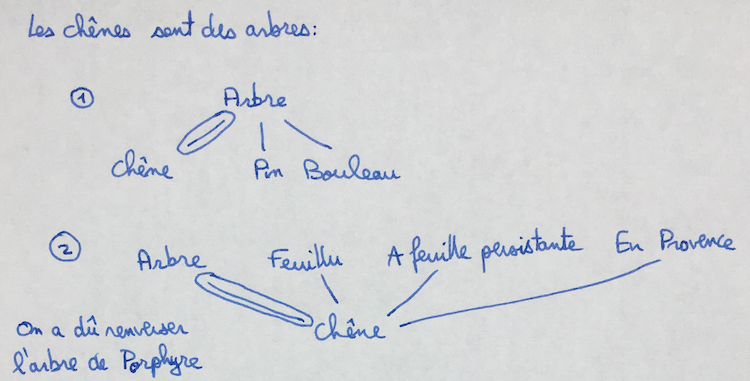 Les chênes sont des arbres:
①
Arbre
chêne Pin Bouleau
②
Arbre Feuillu A feuille persistante En Provence
Chêne
On a dû renverser
l'arbre de Porphyre